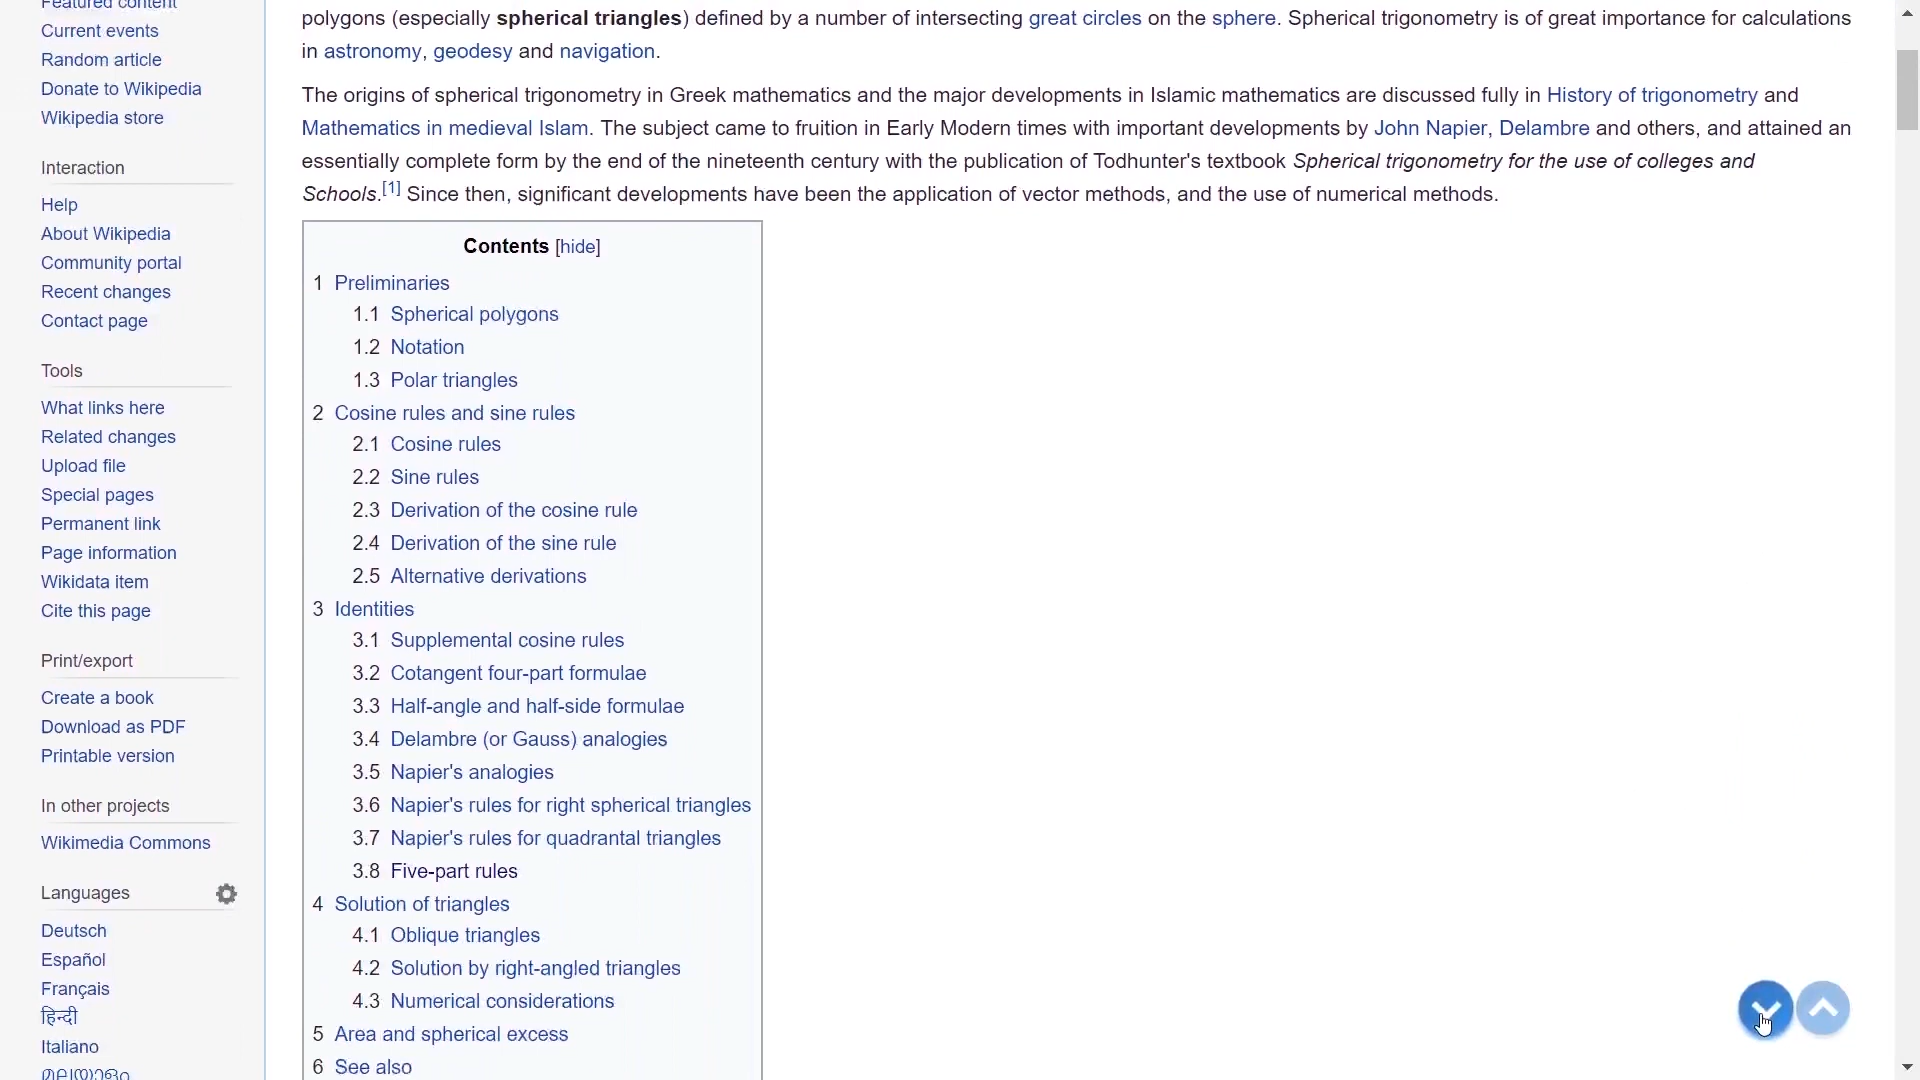 Featured content
Current events
Random article
Donate to Wikipedia
Wikipedia store
Interaction
Help
About Wikipedia
Community portal
Recent changes
Contact page
Tools
What links here
Related changes
Upload file
Special pages
Permanent link
Page information
Wikidata item
Cite this page
Print/export
Create a book
Download as PDF
Printable version
In other projects
Wikimedia Commons
Languages
Deutsch
Español
Français
हिन्दी
Italiano
മലയാളം
polygons (especially spherical triangles) defined by a number of intersecting great circles on the sphere. Spherical trigonometry is of great importance for calculations
in astronomy, geodesy and navigation.
The origins of spherical trigonometry in Greek mathematics and the major developments in Islamic mathematics are discussed fully in History of trigonometry and
Mathematics in medieval Islam. The subject came to fruition in Early Modern times with important developments by John Napier, Delambre and others, and attained an
essentially complete form by the end of the nineteenth century with the publication of Todhunter's textbook Spherical trigonometry for the use of colleges and
Schools.[1] Since then, significant developments have been the application of vector methods, and the use of numerical methods.
Contents [hide]
1 Preliminaries
1.1 Spherical polygons
1.2 Notation
1.3 Polar triangles
2 Cosine rules and sine rules
2.1 Cosine rules
2.2 Sine rules
2.3 Derivation of the cosine rule
2.4 Derivation of the sine rule
2.5 Alternative derivations
3 Identities
3.1 Supplemental cosine rules
3.2 Cotangent four-part formulae
3.3 Half-angle and half-side formulae
3.4 Delambre (or Gauss) analogies
3.5 Napier's analogies
3.6 Napier's rules for right spherical triangles
3.7 Napier's rules for quadrantal triangles
3.8 Five-part rules
4 Solution of triangles
4.1 Oblique triangles
4.2 Solution by right-angled triangles
4.3 Numerical considerations
5 Area and spherical excess
6 See also